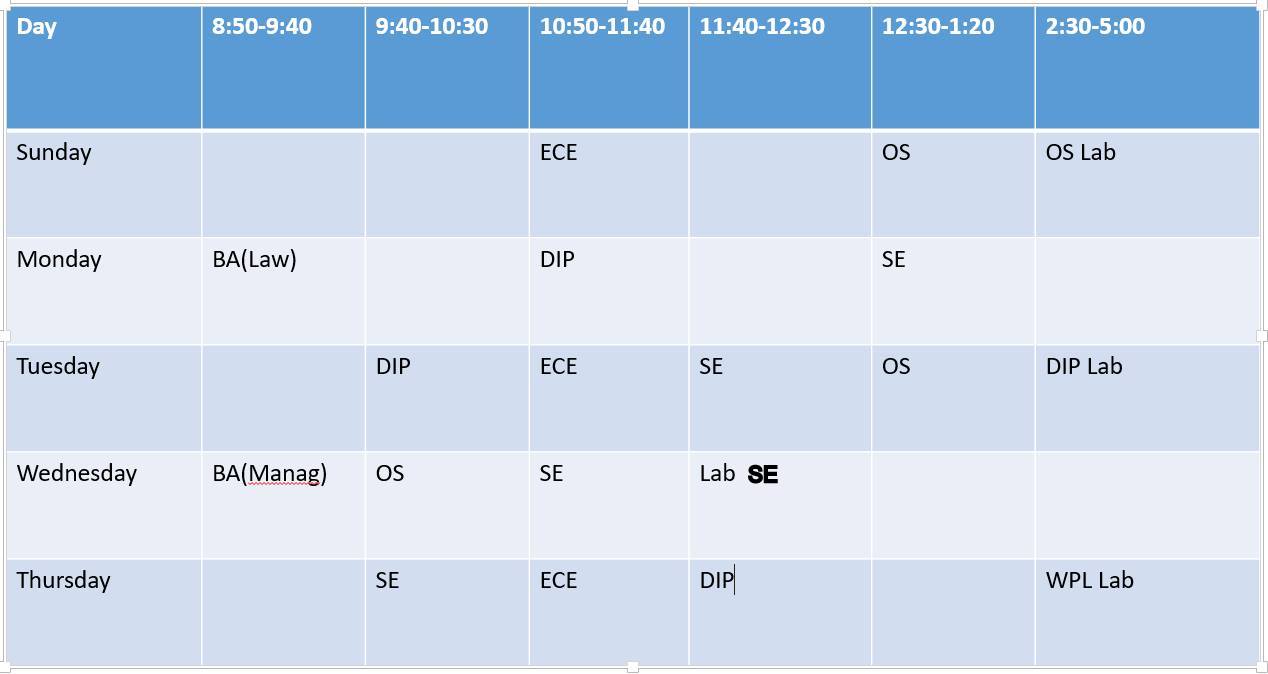 Day 8:50-9:40 9:40-10:30 10:50-11:40 11:40-12:30 12:30-1:20 2:30-5:00
Sunday ECE OS OS Lab
Monday BA(Law) DIP SE
Tuesday DIP ECE SE OS DIP Lab
Wednesday BA(Manag) OS SE Lab SE
Thursday SE ECE DIP WPL Lab